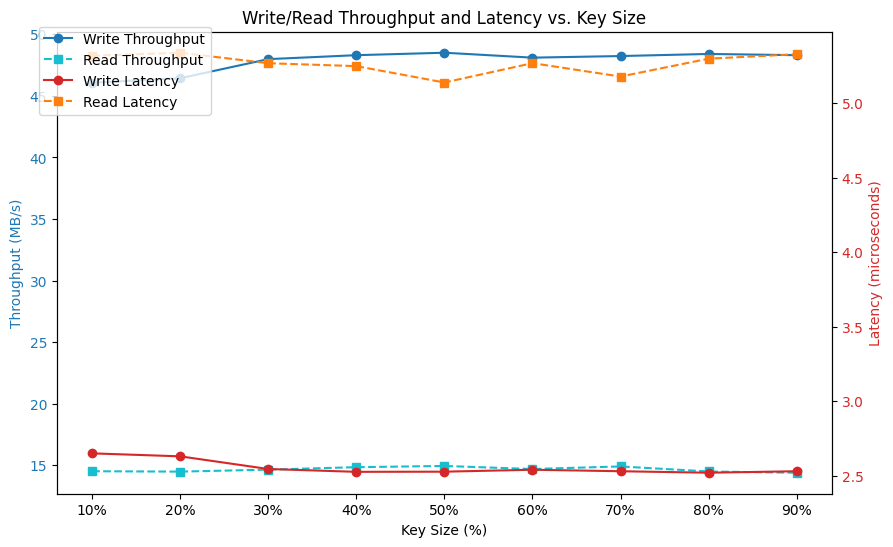 Write/Read Throughput and Latency vs. Key Size
Write Throughput
Read Throughput
Write Latency
Read Latency
Throughput (MB/s)
50
45
40
35
30
25
20
15
Latency (microseconds)
5.0
4.5
4.0
3.5
3.0
2.5
10% 20% 30% 40% 50% 60% 70% 80% 90%
Key Size (%)